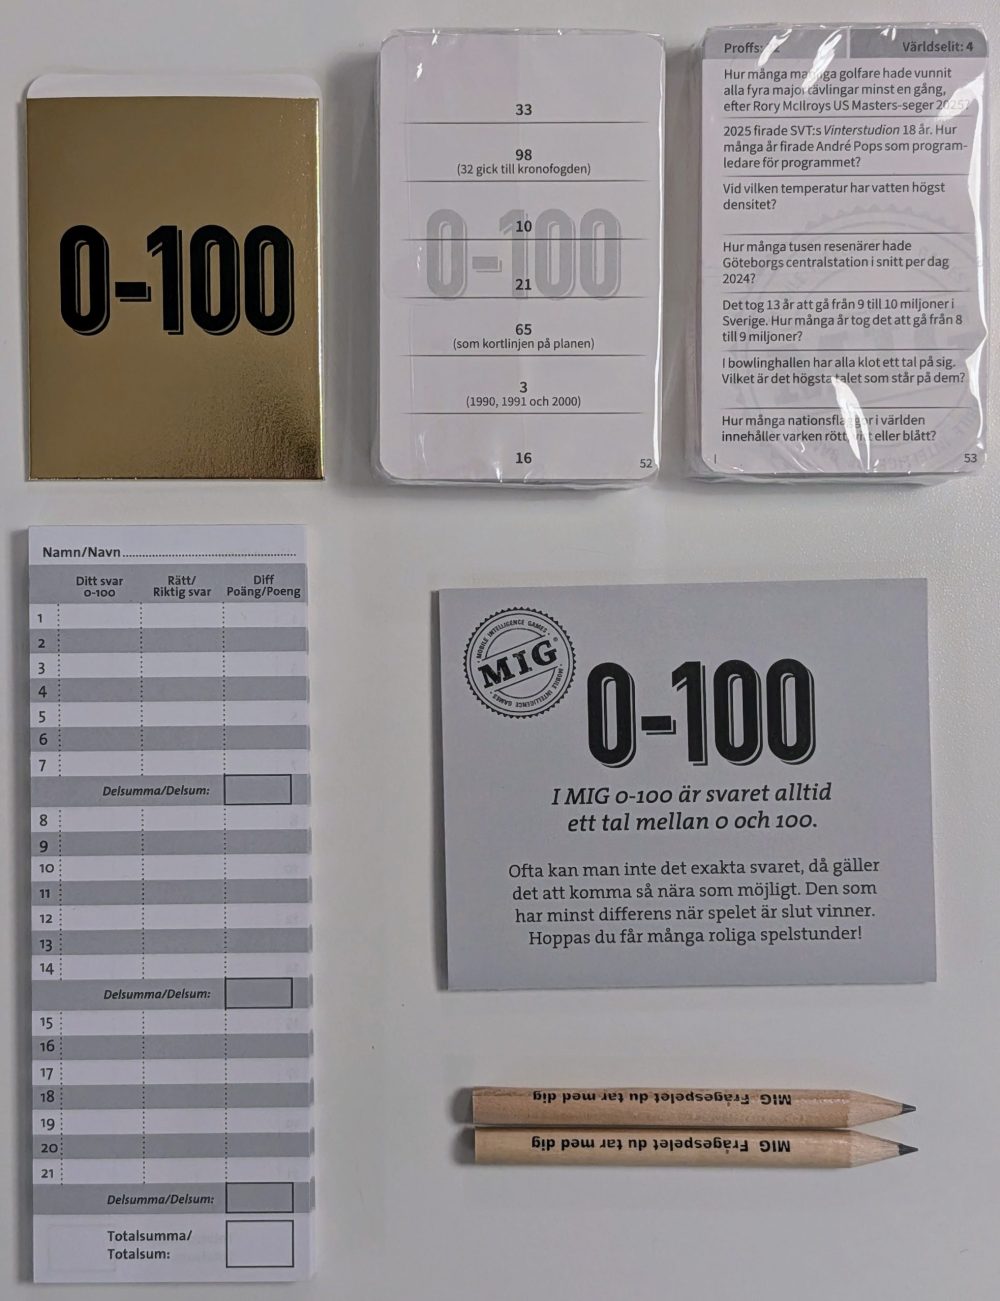 0-100
33
98
(32 gick till kronofogden)
10
0-100
21
65
(som kortlinjen på planen)
3
(1990, 1991 och 2000)
16
52
Proffs:
Världselit: 4
Hur många manliga golfare hade vunnit
alla fyra majortävlingar minst en gång,
efter Rory McIlroys US Masters-seger 2025?
2025 firade SVT:s Vinterstudion 18 år. Hur
många år firade André Pops som program-
ledare för programmet?
Vid vilken temperatur har vatten högst
densitet?
Hur många tusen resenärer hade
Göteborgs centralstation i snitt per dag
2024?
Det tog 13 år att gå från 9 till 10 miljoner i
Sverige. Hur många år tog det att gå från 8
till 9 miljoner?
I bowlinghallen har alla klot ett tal på sig.
Vilket är det högsta talet som står på dem?
Hur många nationsflaggor i världen
innehåller varken rött, vitt eller blått?
53
Namn/Navn
Ditt svar
0-100
Rätt/
Riktig svar
Diff
Poäng/Poeng
1
2
3
4
5
6
7
Delsumma/Delsum:
8
9
10
11
12
13
14
Delsumma/Delsum:
15
16
17
18
19
20
21
Delsumma/Delsum:
Totalsumma/
Totalsum:
MOBILE INTELLIGENCE GAMES
MIG
MOBILE INTELLIGENCE GAMES
0-100
I MIG 0-100 är svaret alltid
ett tal mellan 0 och 100.
Ofta kan man inte det exakta svaret, då gäller
det att komma så nära som möjligt. Den som
har minst differens när spelet är slut vinner.
Hoppas du får många roliga spelstunder!
MIG Frågespelet du tar med dig
MIG Frågespelet du tar med dig